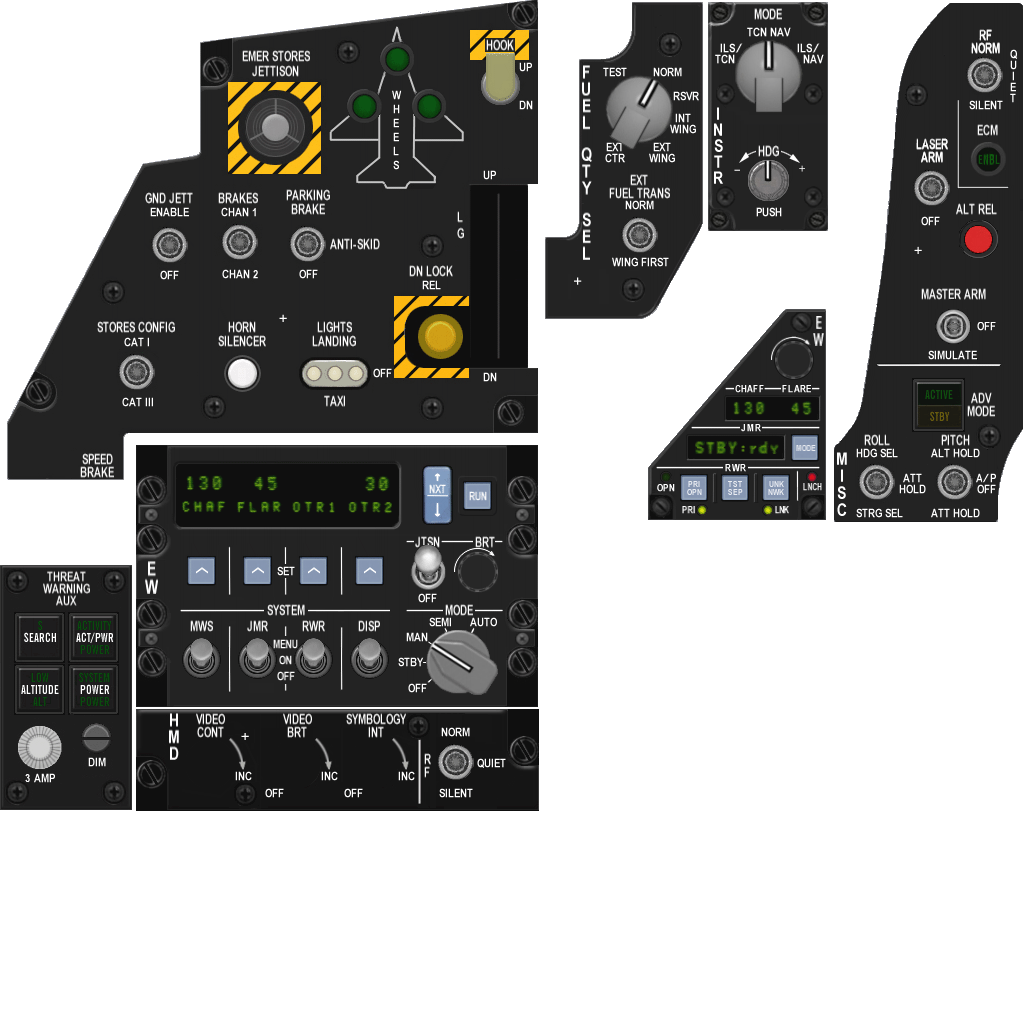 EMER STORES
JETTISON
WHEELS
HOOK
UP
DN
GND JETT
ENABLE
OFF
BRAKES
CHAN 1
CHAN 2
PARKING
BRAKE
ANTI-SKID
OFF
UP
LG
DN LOCK
REL
DN
STORES CONFIG
CAT I
CAT III
HORN
SILENCER
LIGHTS
LANDING
OFF
TAXI
SPEED
BRAKE
FUEL QTY SEL
TEST
NORM
RSVR
INT
WING
EXT
WING
EXT
CTR
EXT
FUEL TRANS
NORM
WING FIRST
MODE
TCN NAV
ILS/
TCN
ILS/
NAV
INSTR
HDG
PUSH
RF
NORM
QUIET
SILENT
ECM
ENBL
LASER
ARM
OFF
ALT REL
MASTER ARM
OFF
SIMULATE
ACTIVE
STBY
ADV
MODE
ROLL
HDG SEL
ATT
HOLD
STRG SEL
PITCH
ALT HOLD
A/P
OFF
ATT HOLD
MISC
EW
CHAFF
FLARE
130 45
JMR
STBY:rdy
MODE
RWR
OPN
PRI
OPN
TST
SEP
UNK
NWK
LNCH
PRI
LNK
130 45 30
CHAF FLAR OTR1 OTR2
NXT
RUN
EW
SET
JTSN
OFF
BRT
SYSTEM
MWS
JMR
RWR
DISP
MENU
ON
OFF
MODE
OFF
STBY
MAN
SEMI
AUTO
THREAT
WARNING
AUX
S
SEARCH
ACTIVITY
ACT/PWR
POWER
LOW
ALTITUDE
ALT
SYSTEM
POWER
POWER
3 AMP
DIM
HMD
VIDEO
CONT
INC
OFF
VIDEO
BRT
INC
OFF
SYMBOLOGY
INT
INC
RF
NORM
QUIET
SILENT